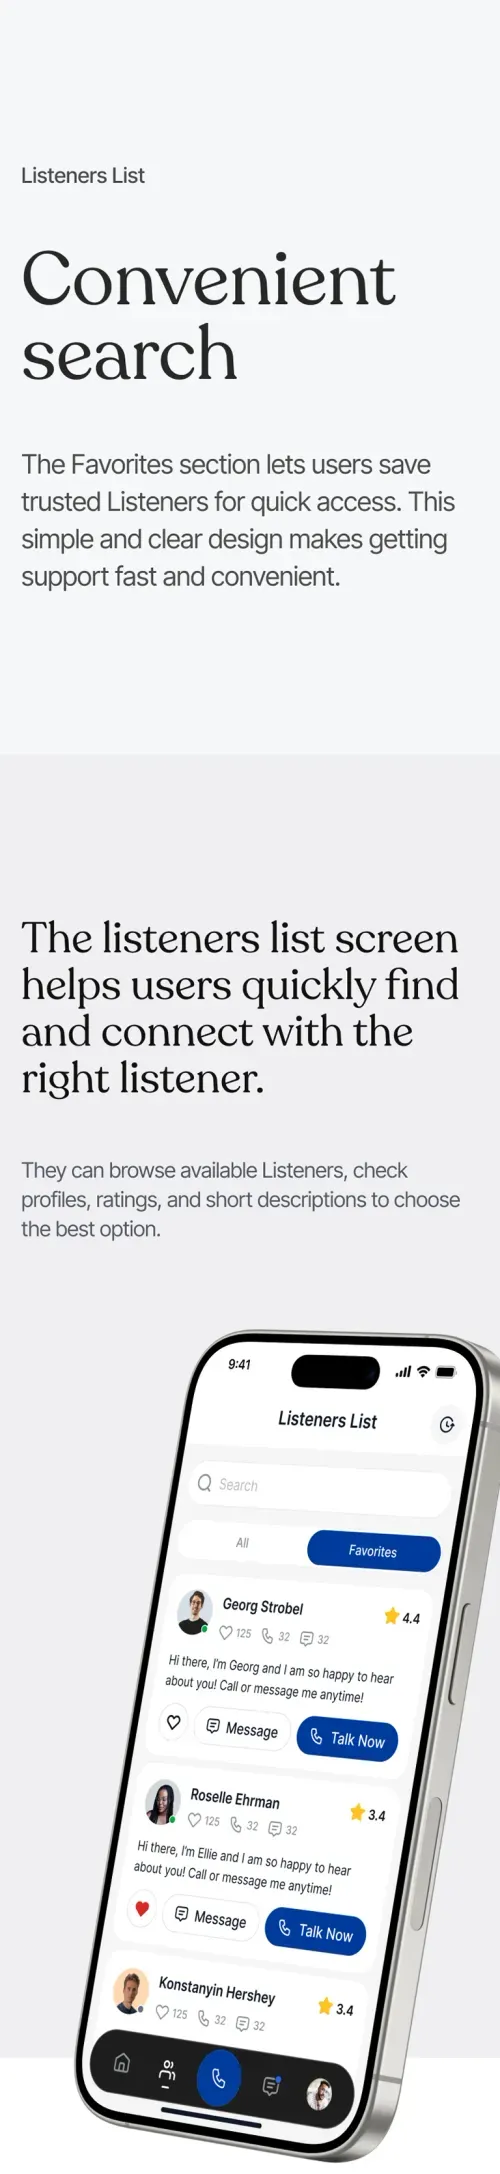 Listeners List
Convenient
search
The Favorites section lets users save
trusted Listeners for quick access. This
simple and clear design makes getting
support fast and convenient.
The listeners list screen
helps users quickly find
and connect with the
right listener.
They can browse available Listeners, check
profiles, ratings, and short descriptions to choose
the best option.
9:41
Listeners List
Search
All Favorites
Georg Strobel 4.4
125 32 32
Hi there, I'm Georg and I am so happy to hear
about you! Call or message me anytime!
Message Talk Now
Roselle Ehrman 3.4
125 32 32
Hi there, I'm Ellie and I am so happy to hear
about you! Call or message me anytime!
Message Talk Now
Konstanyin Hershey 3.4
125 32 32